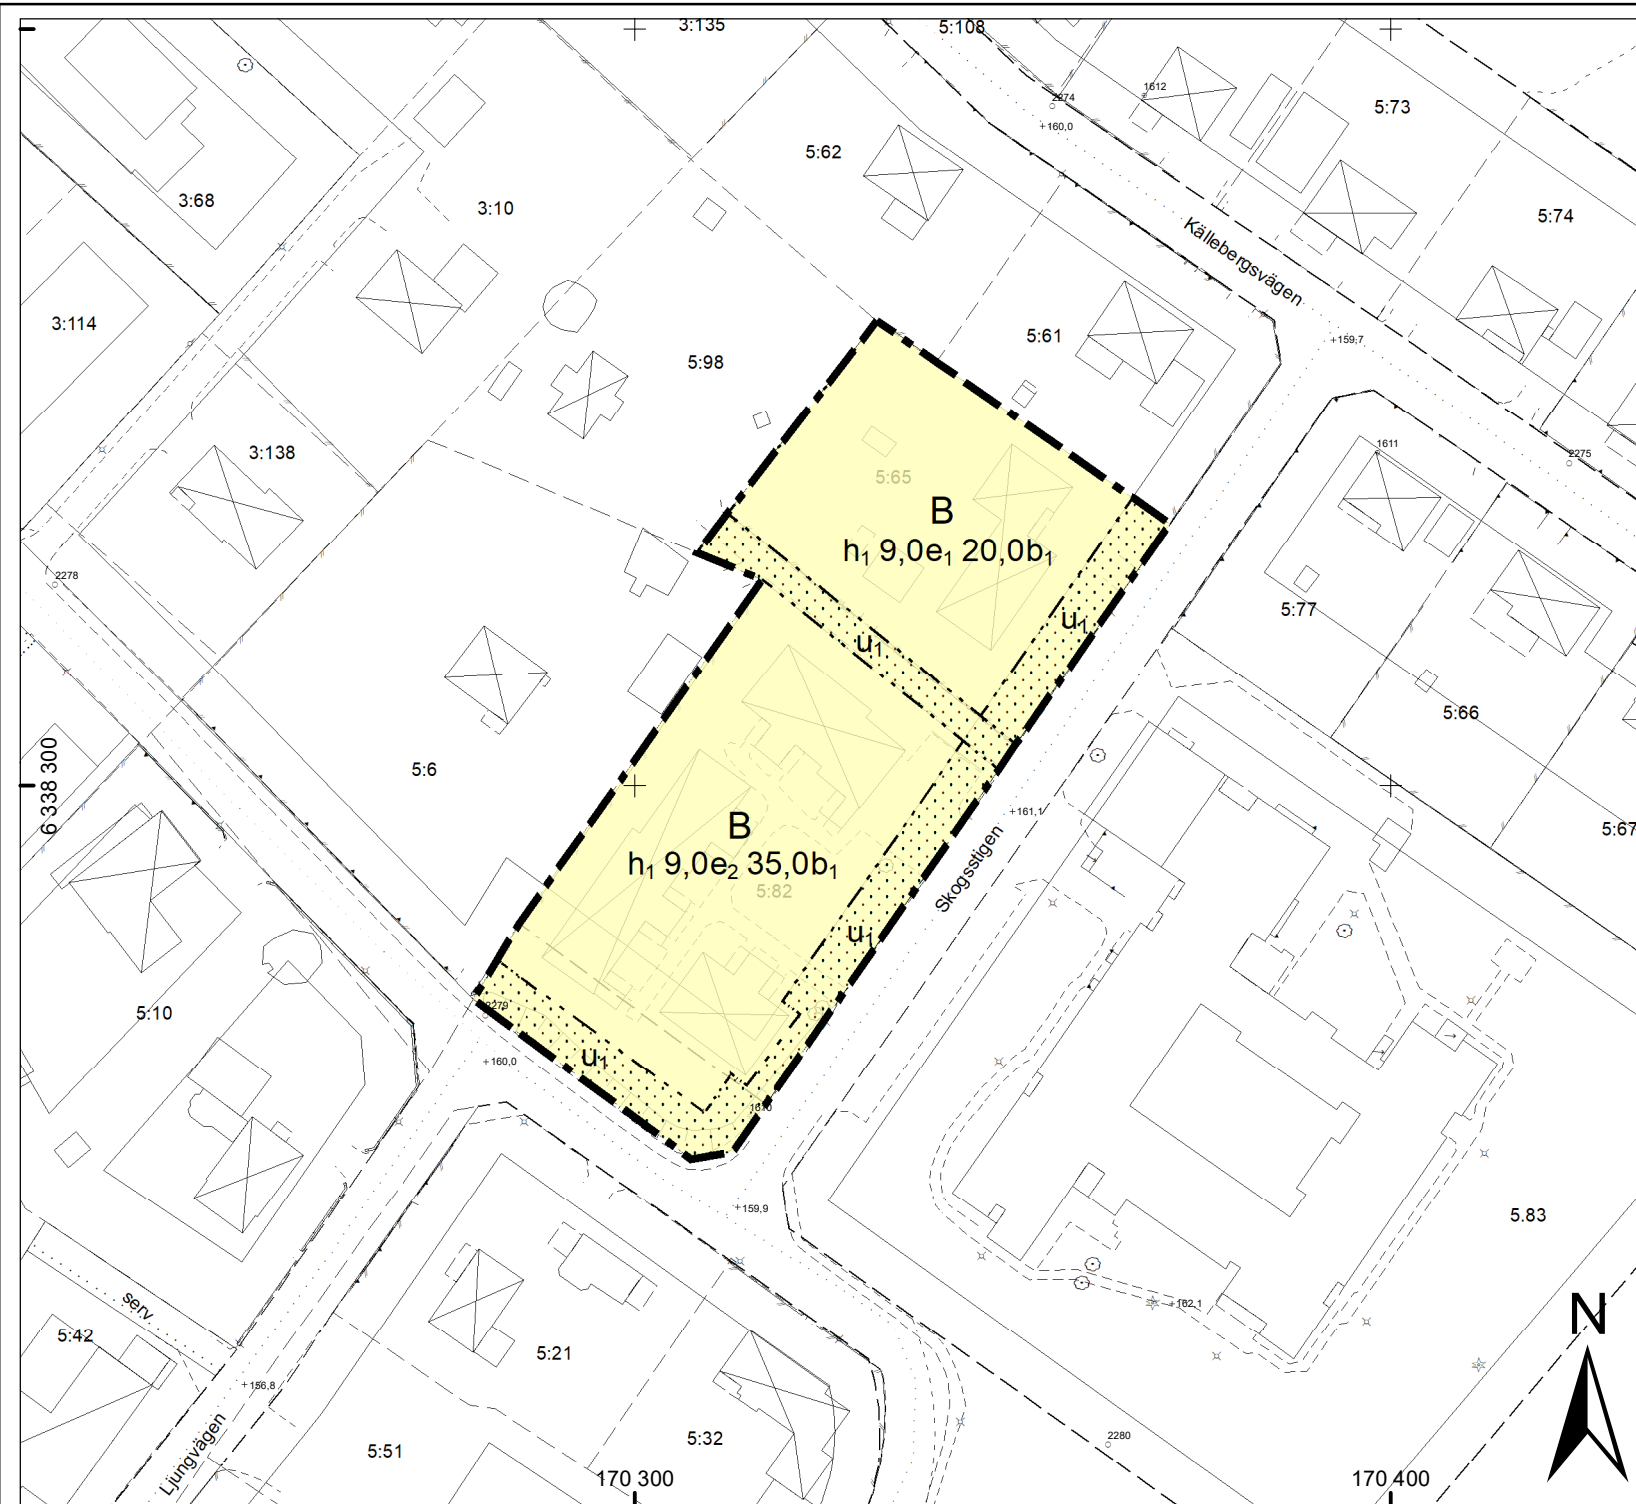 3:135
5:108
2274
1612
+160,0
5:73
5:62
3:68
3:10
5:74
Källebergsvägen
3:114
5:61
+159,7
5:98
3:138
1611
2275
5:65
B
h₁ 9,0e₁ 20,0b₁
2278
5:77
u₁
u₁
5:66
6 338 300
5:6
+161,1
5:67
B
h₁ 9,0e₂ 35,0b₁
5:82
Skogsstigen
u₁
2279
5:10
+160,0
u₁
1610
+159,9
5.83
serv
+162,1
N
5:42
5:21
+156,8
5:51
5:32
2280
Ljungvägen
170 300
170 400